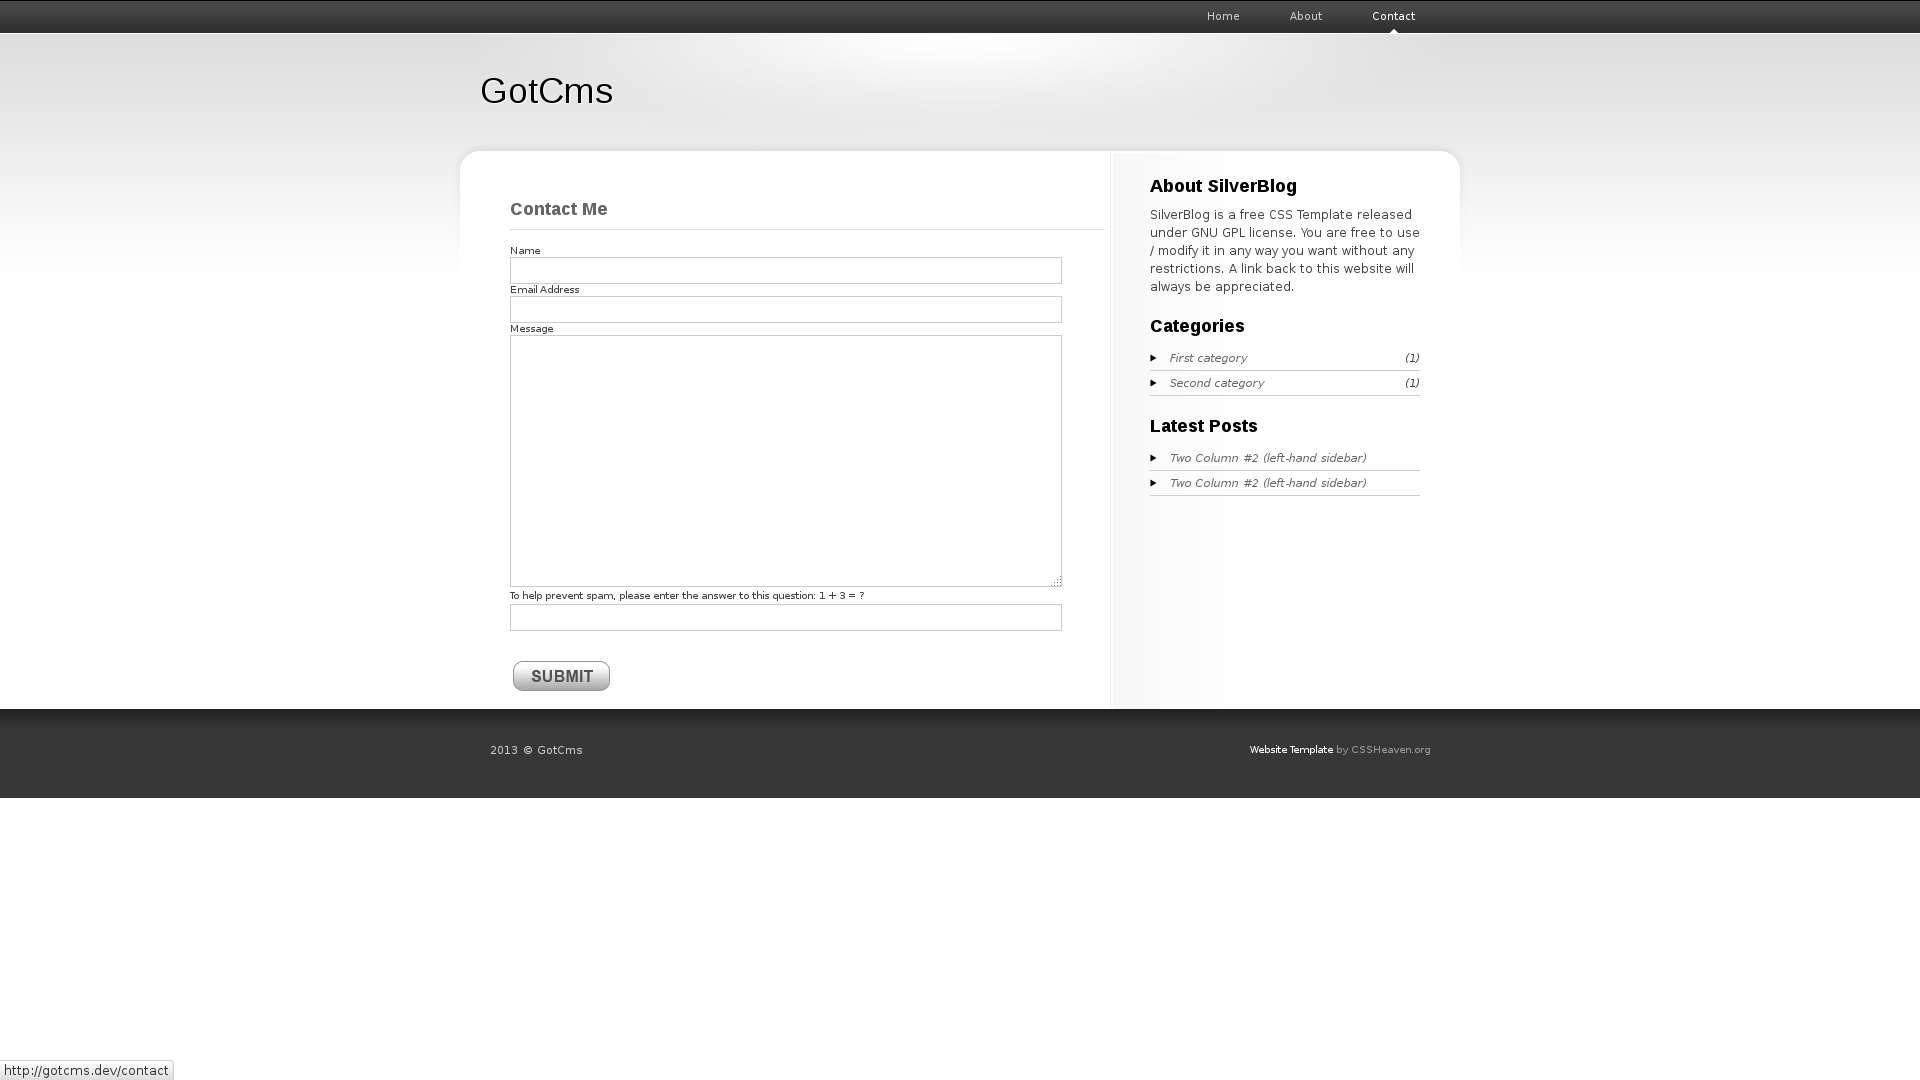 Home About Contact
GotCms
Contact Me
Name
Email Address
Message
To help prevent spam, please enter the answer to this question: 1 + 3 = ?
SUBMIT
About SilverBlog
SilverBlog is a free CSS Template released
under GNU GPL license. You are free to use
/ modify it in any way you want without any
restrictions. A link back to this website will
always be appreciated.
Categories
First category (1)
Second category (1)
Latest Posts
Two Column #2 (left-hand sidebar)
Two Column #2 (left-hand sidebar)
2013 © GotCms
Website Template by CSSHeaven.org
http://gotcms.dev/contact